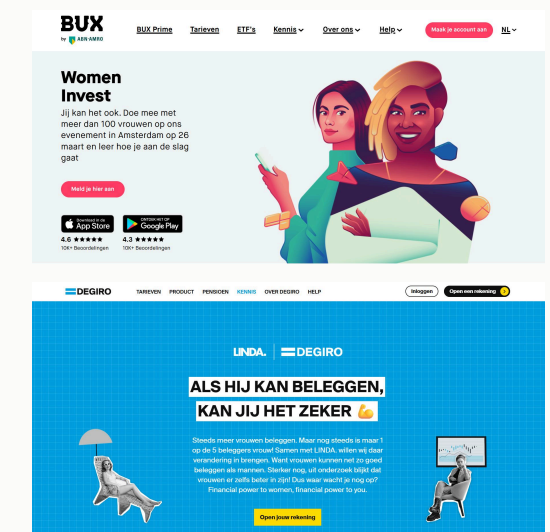 BUX
by ABN·AMRO
BUX Prime Tarieven ETF's Kennis Over ons Help Maak je account aan NL
Women
Invest
Jij kan het ook. Doe mee met
meer dan 100 vrouwen op ons
evenement in Amsterdam op 26
maart en leer hoe je aan de slag
gaat
Meld je hier aan
Download in de
App Store
ONTDEK HET OP
Google Play
4.6 ★★★★★
10K+ Beoordelingen
4.3 ★★★★★
10K+ Beoordelingen
DEGIRO TARIEVEN PRODUCT PENSIOEN KENNIS OVER DEGIRO HELP Inloggen Open een rekening
LINDA. | DEGIRO
ALS HIJ KAN BELEGGEN,
KAN JIJ HET ZEKER 💪
Steeds meer vrouwen beleggen. Maar nog steeds is maar 1
op de 5 beleggers vrouw! Samen met LINDA. willen wij daar
verandering in brengen. Want vrouwen kunnen net zo goed
beleggen als mannen. Sterker nog, uit onderzoek blijkt dat
vrouwen er zelfs beter in zijn! Dus waar wacht je nog op?
Financial power to women, financial power to you.
Open jouw rekening